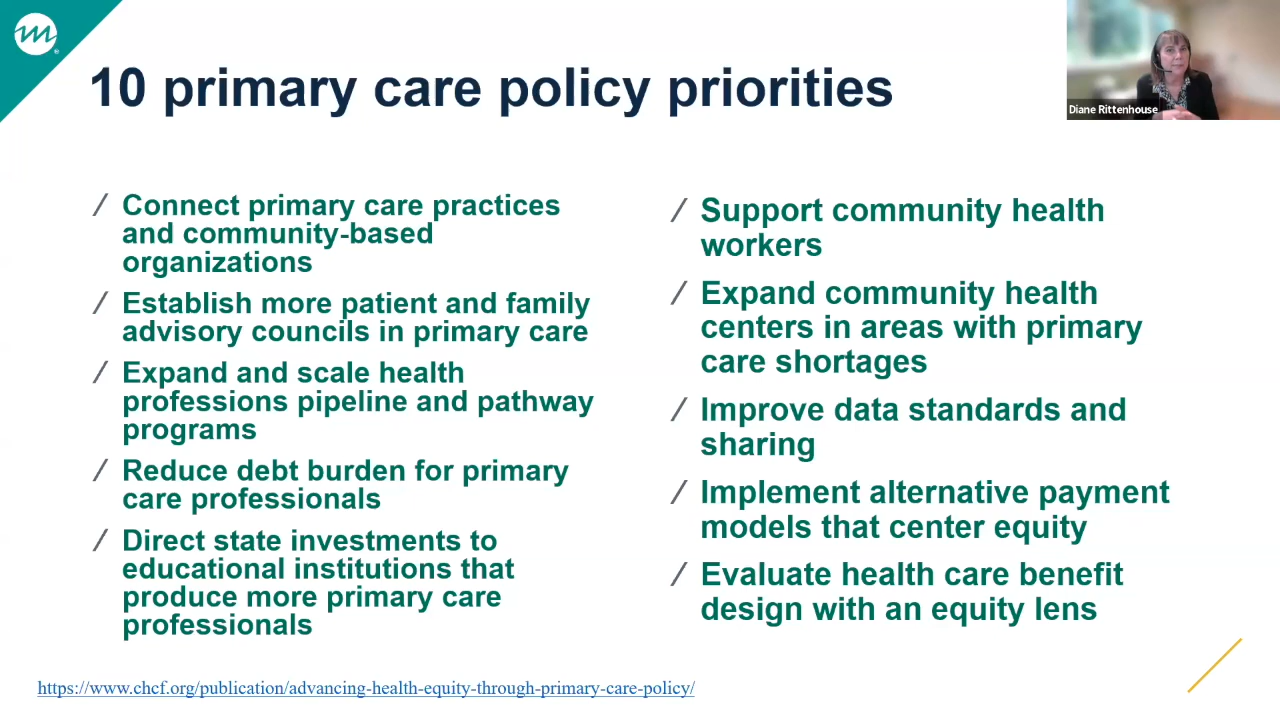 10 primary care policy priorities
Diane Rittenhouse
/ Connect primary care practices
and community-based
organizations
/ Establish more patient and family
advisory councils in primary care
/ Expand and scale health
professions pipeline and pathway
programs
/ Reduce debt burden for primary
care professionals
/ Direct state investments to
educational institutions that
produce more primary care
professionals
/ Support community health
workers
/ Expand community health
centers in areas with primary
care shortages
/ Improve data standards and
sharing
/ Implement alternative payment
models that center equity
/ Evaluate health care benefit
design with an equity lens
https://www.chcf.org/publication/advancing-health-equity-through-primary-care-policy/